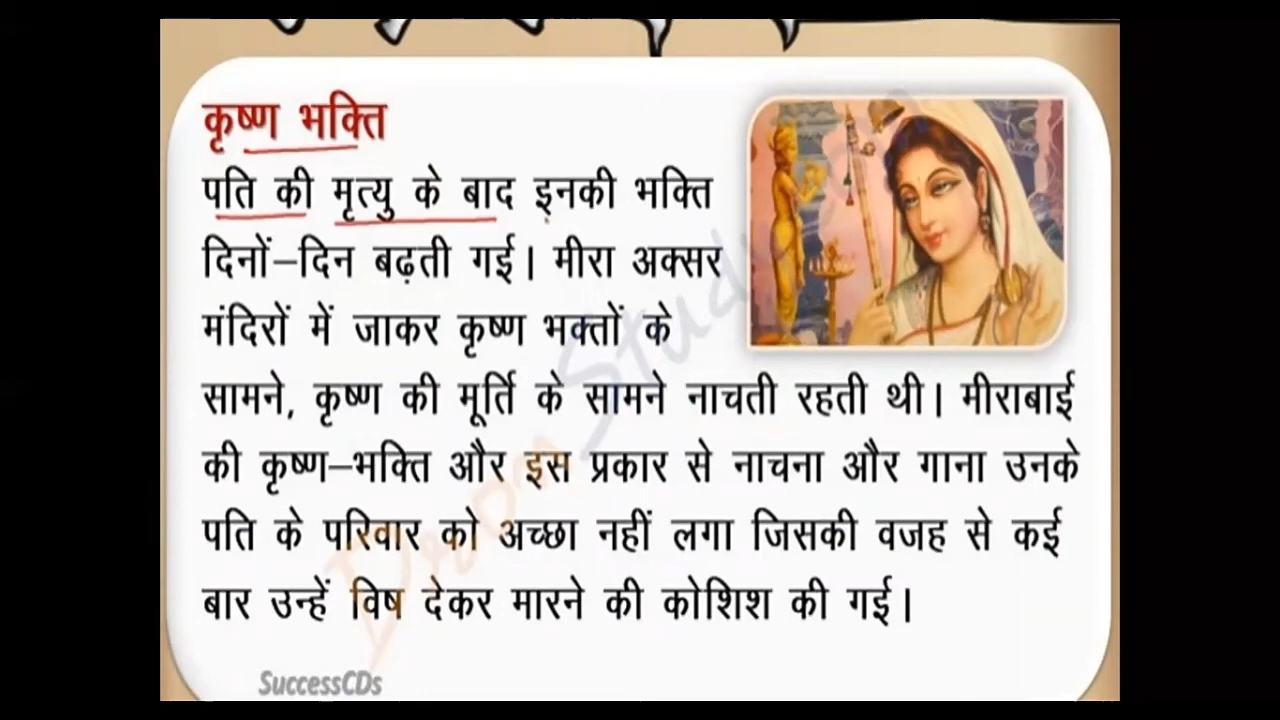 कृष्ण भक्ति
पति की मृत्यु के बाद इनकी भक्ति
दिनों–दिन बढ़ती गई। मीरा अक्सर
मंदिरों में जाकर कृष्ण भक्तों के
सामने, कृष्ण की मूर्ति के सामने नाचती रहती थी। मीराबाई
की कृष्ण–भक्ति और इस प्रकार से नाचना और गाना उनके
पति के परिवार को अच्छा नहीं लगा जिसकी वजह से कई
बार उन्हें विष देकर मारने की कोशिश की गई।
SuccessCDs